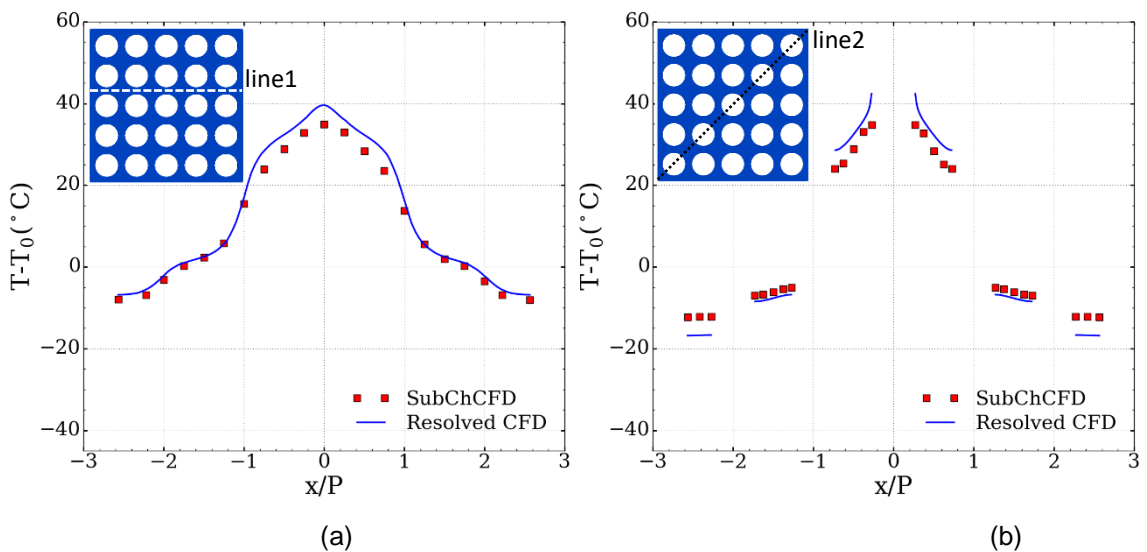 60
40
20
0
−20
−40
T-T0(°C)
line1
SubChCFD
Resolved CFD
−3 −2 −1 0 1 2 3
x/P
(a)
60
40
20
0
−20
−40
T-T0(°C)
line2
SubChCFD
Resolved CFD
−3 −2 −1 0 1 2 3
x/P
(b)